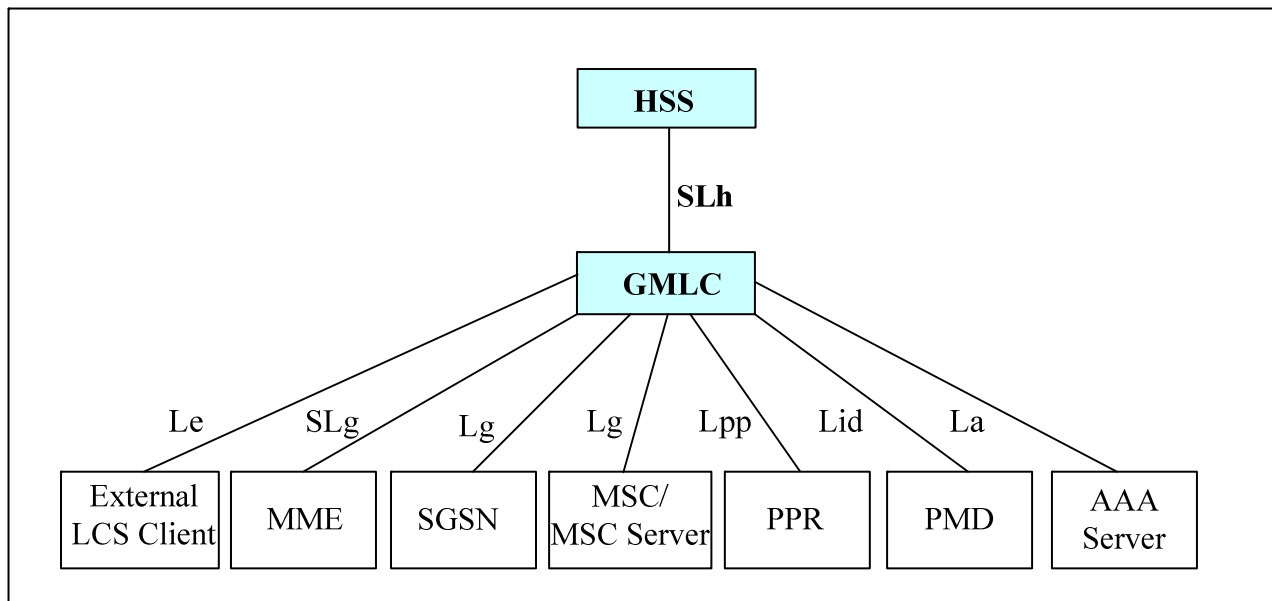 HSS
SLh
GMLC
Le
SLg
Lg
Lg
Lpp
Lid
La
External
LCS Client
MME
SGSN
MSC/
MSC Server
PPR
PMD
AAA
Server